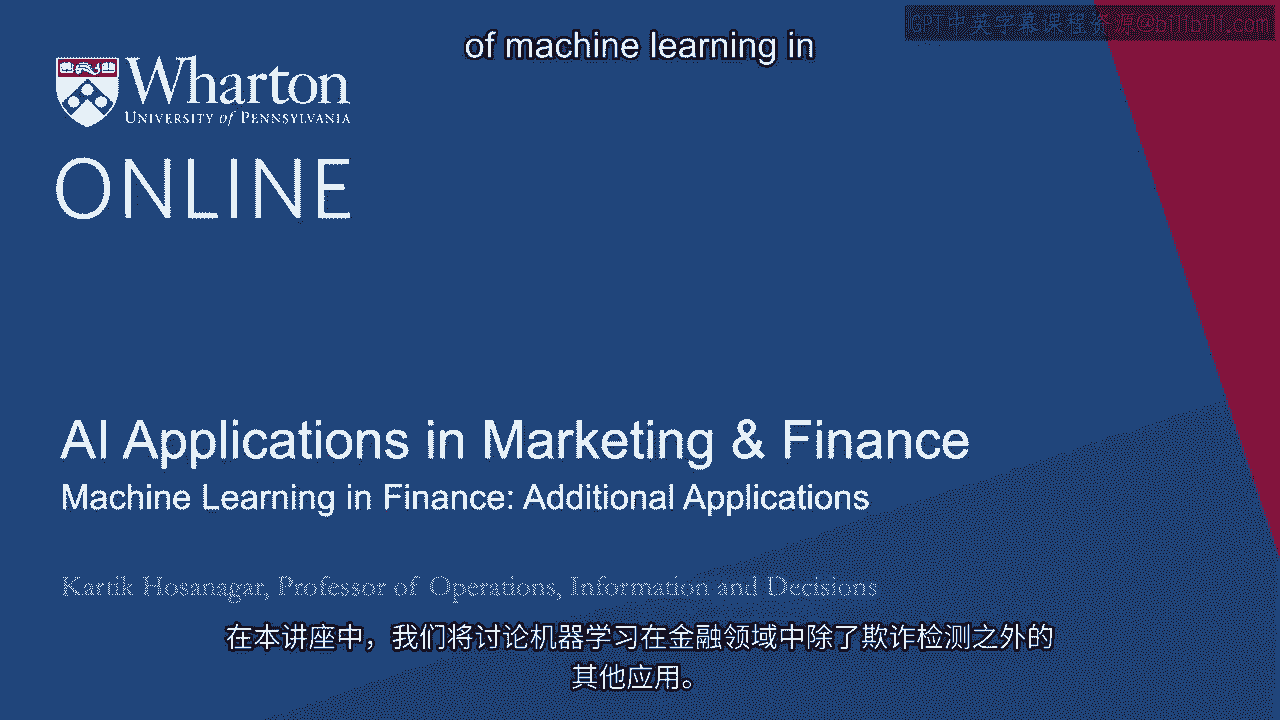 GPT中英字幕课程资源@bilibili.com
of machine learning in
Wharton
UNIVERSITY of PENNSYLVANIA
ONLINE
AI Applications in Marketing & Finance
Machine Learning in Finance: Additional Applications
Kartik Hosanagar, Professor of Operations, Information and Decisions
在本讲座中，我们将讨论机器学习在金融领域中除了欺诈检测之外的
其他应用。